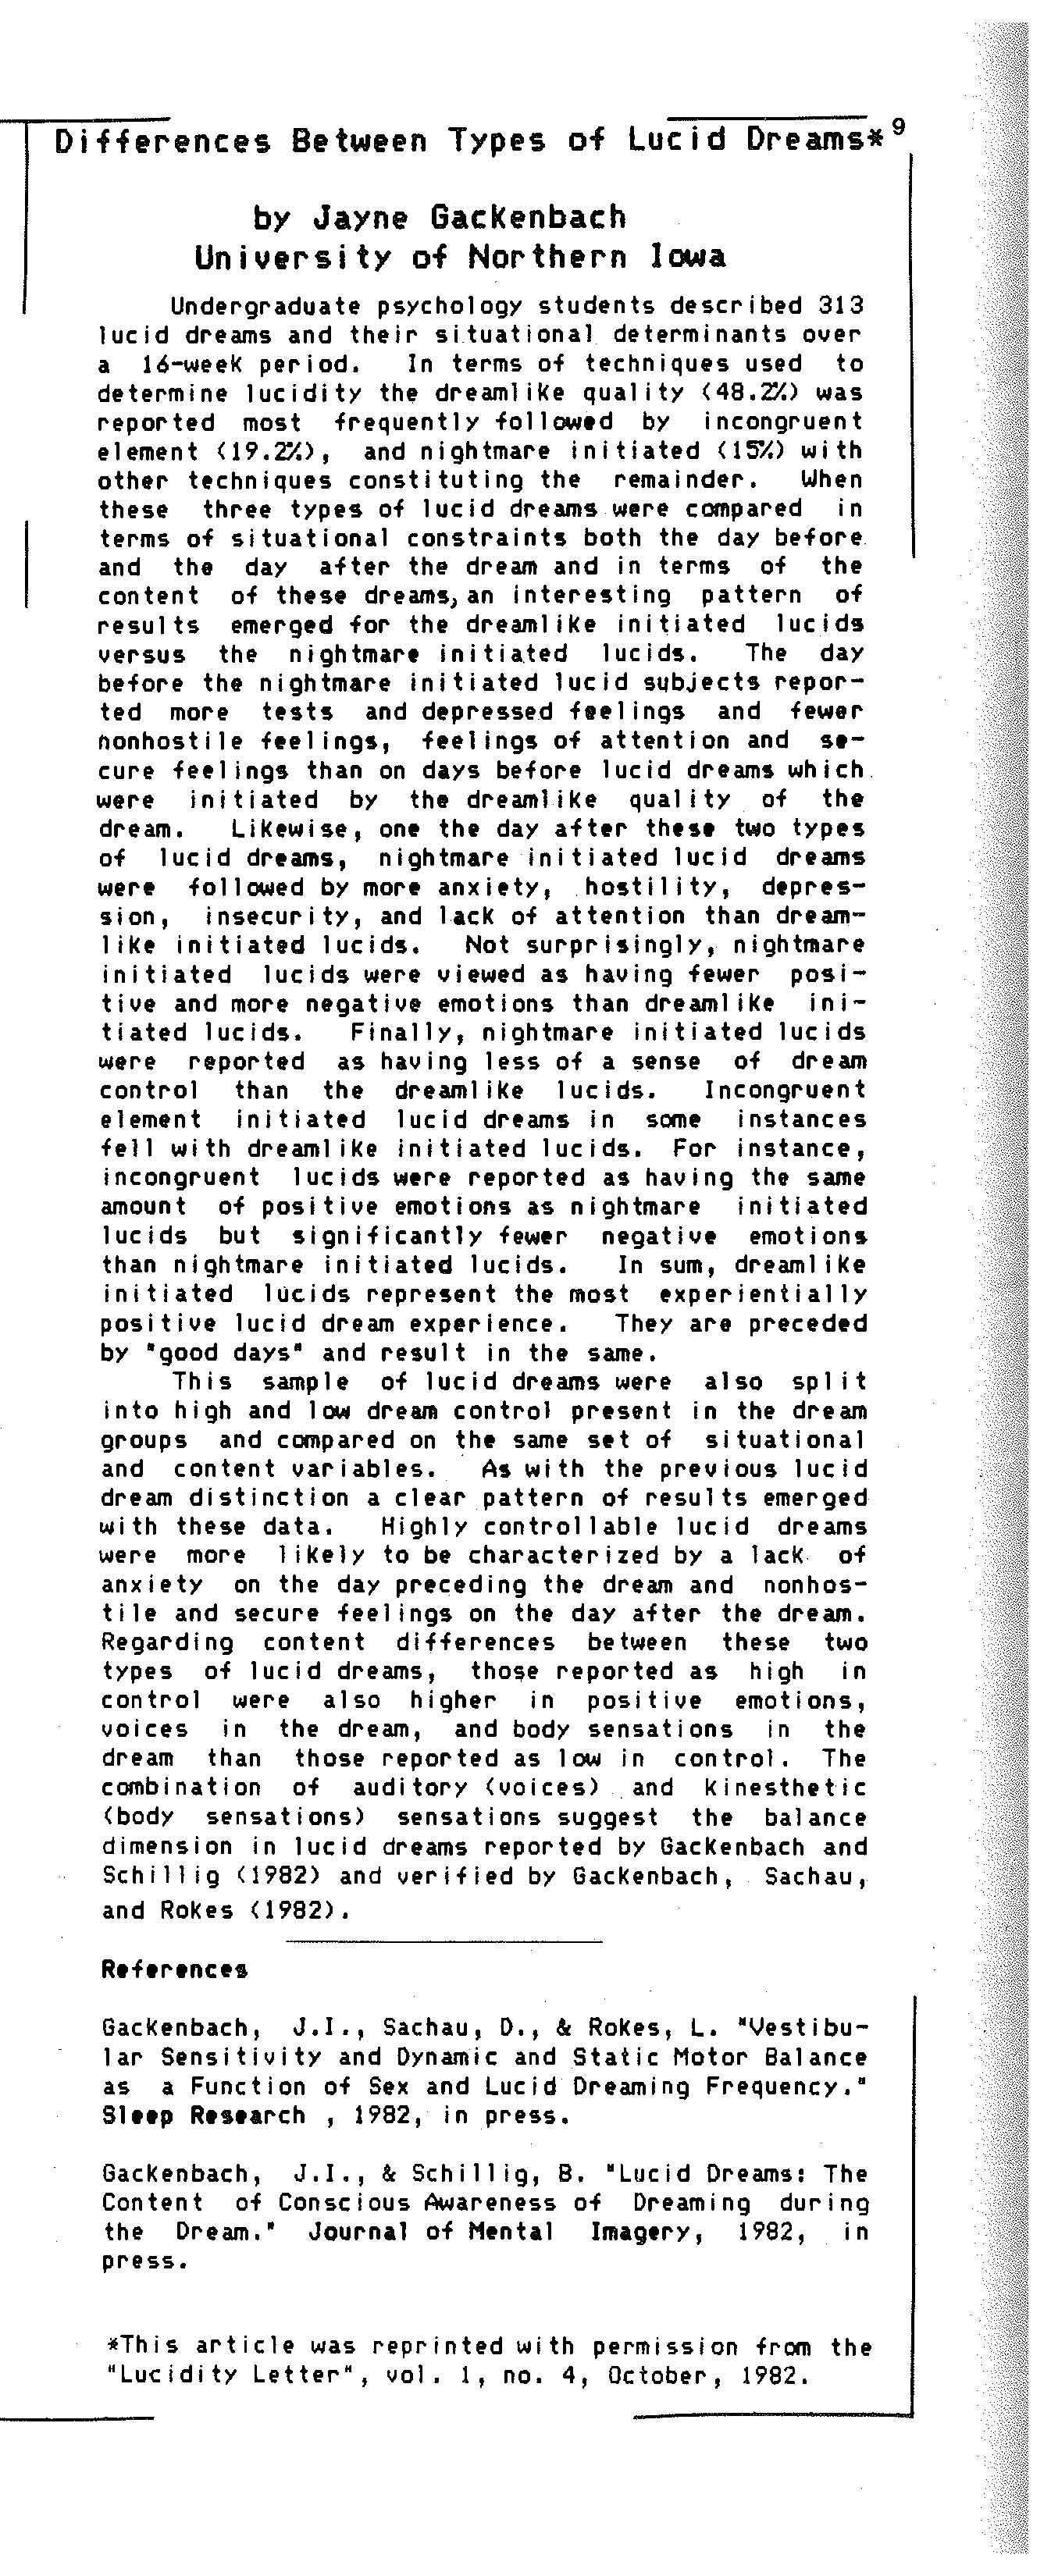 Differences Between Types of Lucid Dreams* 9
by Jayne Gackenbach
University of Northern Iowa
Undergraduate psychology students described 313
lucid dreams and their situational determinants over
a 16-week period. In terms of techniques used to
determine lucidity the dreamlike quality (48.2%) was
reported most frequently followed by incongruent
element (19.2%), and nightmare initiated (15%) with
other techniques constituting the remainder. When
these three types of lucid dreams were compared in
terms of situational constraints both the day before
and the day after the dream and in terms of the
content of these dreams, an interesting pattern of
results emerged for the dreamlike initiated lucids
versus the nightmare initiated lucids. The day
before the nightmare initiated lucid subjects repor-
ted more tests and depressed feelings and fewer
nonhostile feelings, feelings of attention and se-
cure feelings than on days before lucid dreams which
were initiated by the dreamlike quality of the
dream. Likewise, one the day after these two types
of lucid dreams, nightmare initiated lucid dreams
were followed by more anxiety, hostility, depres-
sion, insecurity, and lack of attention than dream-
like initiated lucids. Not surprisingly, nightmare
initiated lucids were viewed as having fewer posi-
tive and more negative emotions than dreamlike ini-
tiated lucids. Finally, nightmare initiated lucids
were reported as having less of a sense of dream
control than the dreamlike lucids. Incongruent
element initiated lucid dreams in some instances
fell with dreamlike initiated lucids. For instance,
incongruent lucids were reported as having the same
amount of positive emotions as nightmare initiated
lucids but significantly fewer negative emotions
than nightmare initiated lucids. In sum, dreamlike
initiated lucids represent the most experientially
positive lucid dream experience. They are preceded
by "good days" and result in the same.
This sample of lucid dreams were also split
into high and low dream control present in the dream
groups and compared on the same set of situational
and content variables. As with the previous lucid
dream distinction a clear pattern of results emerged
with these data. Highly controllable lucid dreams
were more likely to be characterized by a lack of
anxiety on the day preceding the dream and nonhos-
tile and secure feelings on the day after the dream.
Regarding content differences between these two
types of lucid dreams, those reported as high in
control were also higher in positive emotions,
voices in the dream, and body sensations in the
dream than those reported as low in control. The
combination of auditory (voices) and kinesthetic
(body sensations) sensations suggest the balance
dimension in lucid dreams reported by Gackenbach and
Schillig (1982) and verified by Gackenbach, Sachau,
and Rokes (1982).
References
Gackenbach, J.I., Sachau, D., & Rokes, L. "Vestibu-
lar Sensitivity and Dynamic and Static Motor Balance
as a Function of Sex and Lucid Dreaming Frequency."
Sleep Research , 1982, in press.
Gackenbach, J.I., & Schillig, B. "Lucid Dreams: The
Content of Conscious Awareness of Dreaming during
the Dream." Journal of Mental Imagery, 1982, in
press.
*This article was reprinted with permission from the
"Lucidity Letter", vol. 1, no. 4, October, 1982.